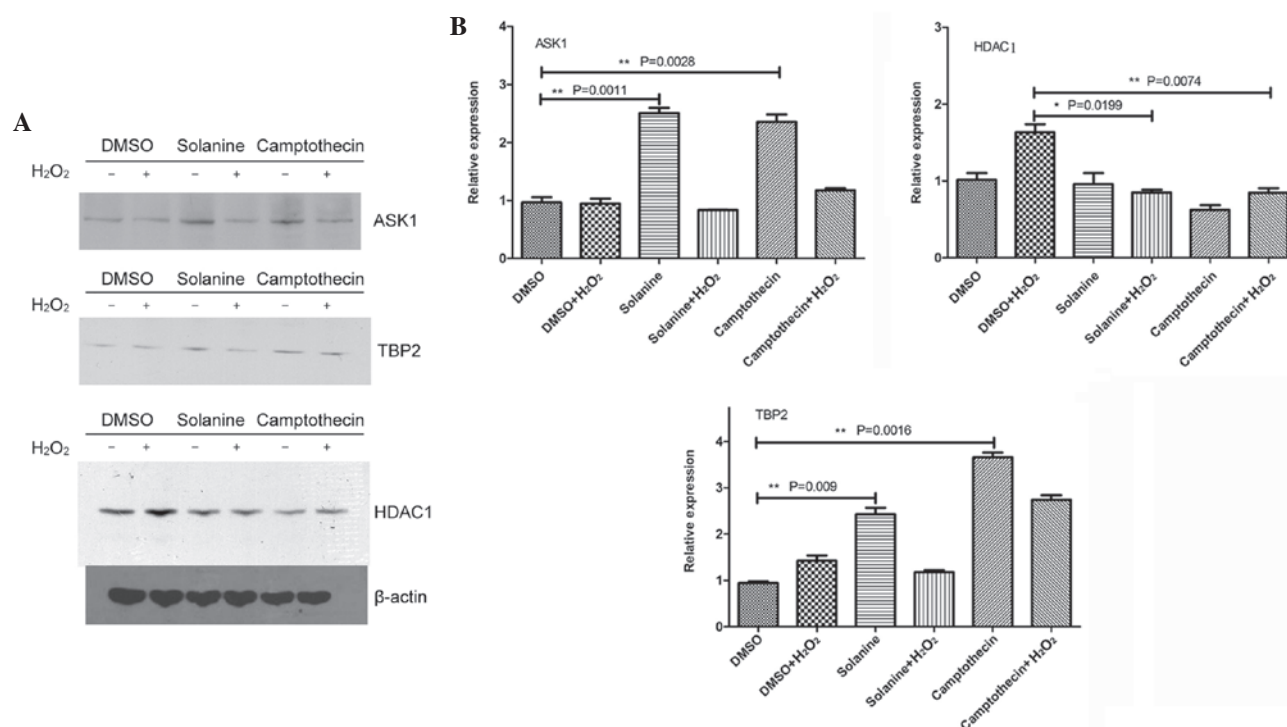 A
DMSO Solanine Camptothecin
H₂O₂ – + – + – +
ASK1
DMSO Solanine Camptothecin
H₂O₂ – + – + – +
TBP2
DMSO Solanine Camptothecin
H₂O₂ – + – + – +
HDAC1
β-actin
B
ASK1
** P=0.0028
** P=0.0011
Relative expression
4
3
2
1
0
DMSO
DMSO+H₂O₂
Solanine
Solanine+H₂O₂
Camptothecin
Camptothecin+H₂O₂
HDAC1
** P=0.0074
* P=0.0199
Relative expression
3
2
1
0
DMSO
DMSO+H₂O₂
Solanine
Solanine+H₂O₂
Camptothecin
Camptothecin+H₂O₂
TBP2
** P=0.0016
** P=0.009
Relative expression
4
3
2
1
0
DMSO
DMSO+H₂O₂
Solanine
Solanine+H₂O₂
Camptothecin
Camptothecin+H₂O₂